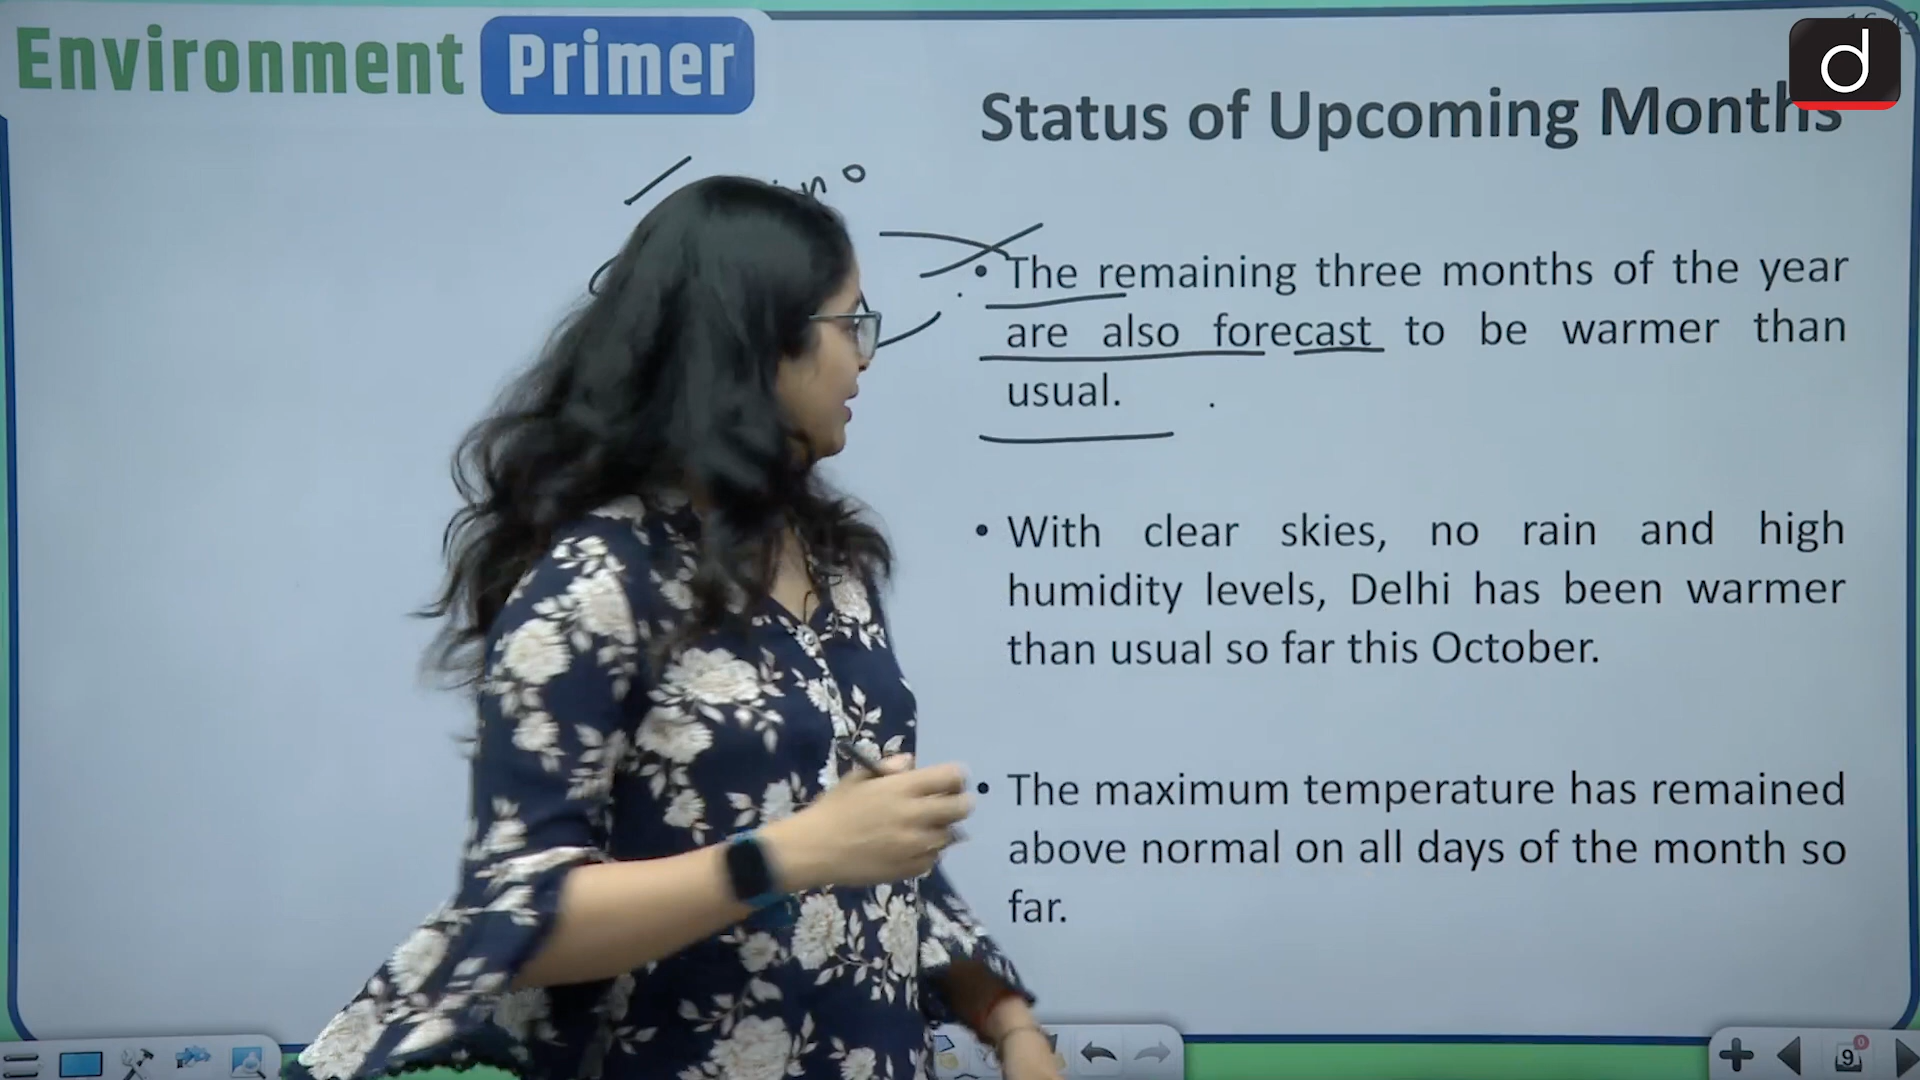 Environment Primer
Status of Upcoming Months
• The remaining three months of the year
are also forecast to be warmer than
usual.
• With clear skies, no rain and high
humidity levels, Delhi has been warmer
than usual so far this October.
• The maximum temperature has remained
above normal on all days of the month so
far.
d
9
0